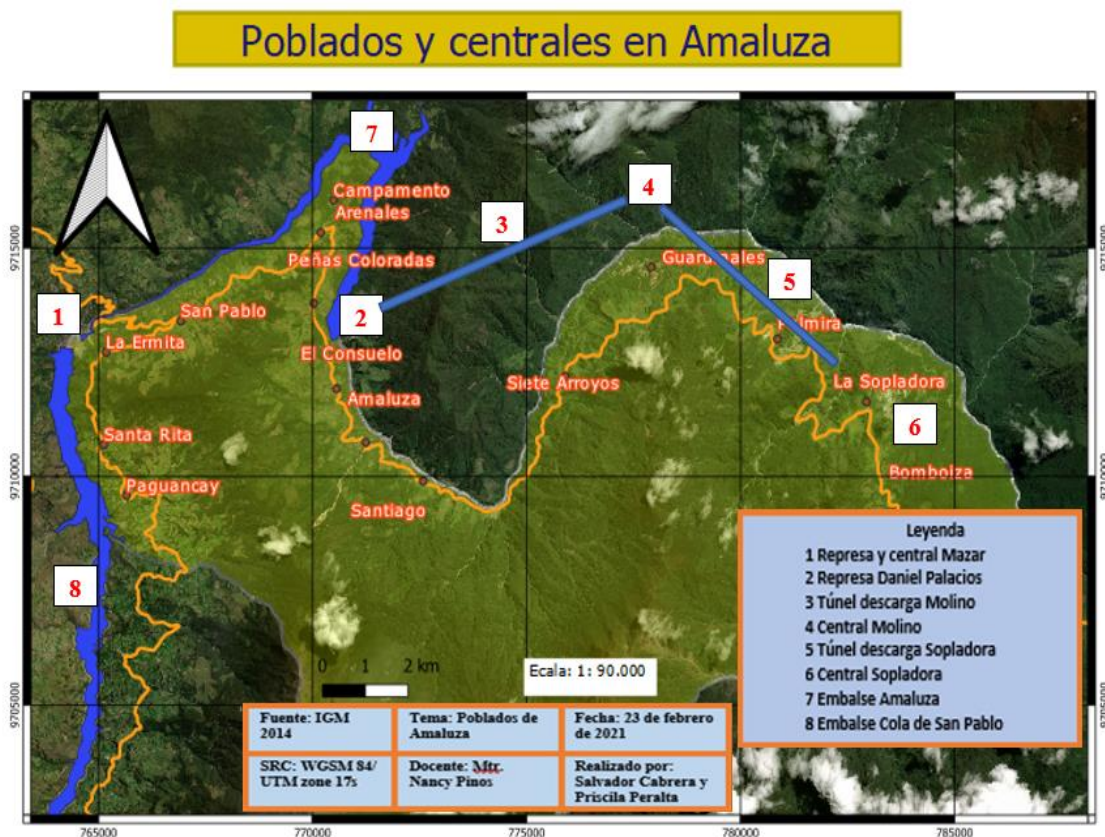 Poblados y centrales en Amaluza
7
4
Campamento
Arenales
3
9715000
9715000
Peñas Coloradas
Guarumales
5
1
San Pablo
2
Palmira
La Ermita
El Consuelo
Siete Arroyos
La Sopladora
Amaluza
6
Santa Rita
Bomboiza
9710000
9710000
Paguancay
Santiago
8
Leyenda
1 Represa y central Mazar
2 Represa Daniel Palacios
3 Túnel descarga Molino
4 Central Molino
5 Túnel descarga Sopladora
6 Central Sopladora
7 Embalse Amaluza
8 Embalse Cola de San Pablo
0 1 2 km
Ecala: 1: 90.000
9705000
9705000
Fuente: IGM
2014
Tema: Poblados de
Amaluza
Fecha: 23 de febrero
de 2021
SRC: WGSM 84/
UTM zone 17s
Docente: Mtr.
Nancy Pinos
Realizado por:
Salvador Cabrera y
Priscila Peralta
765000
770000
775000
780000
785000